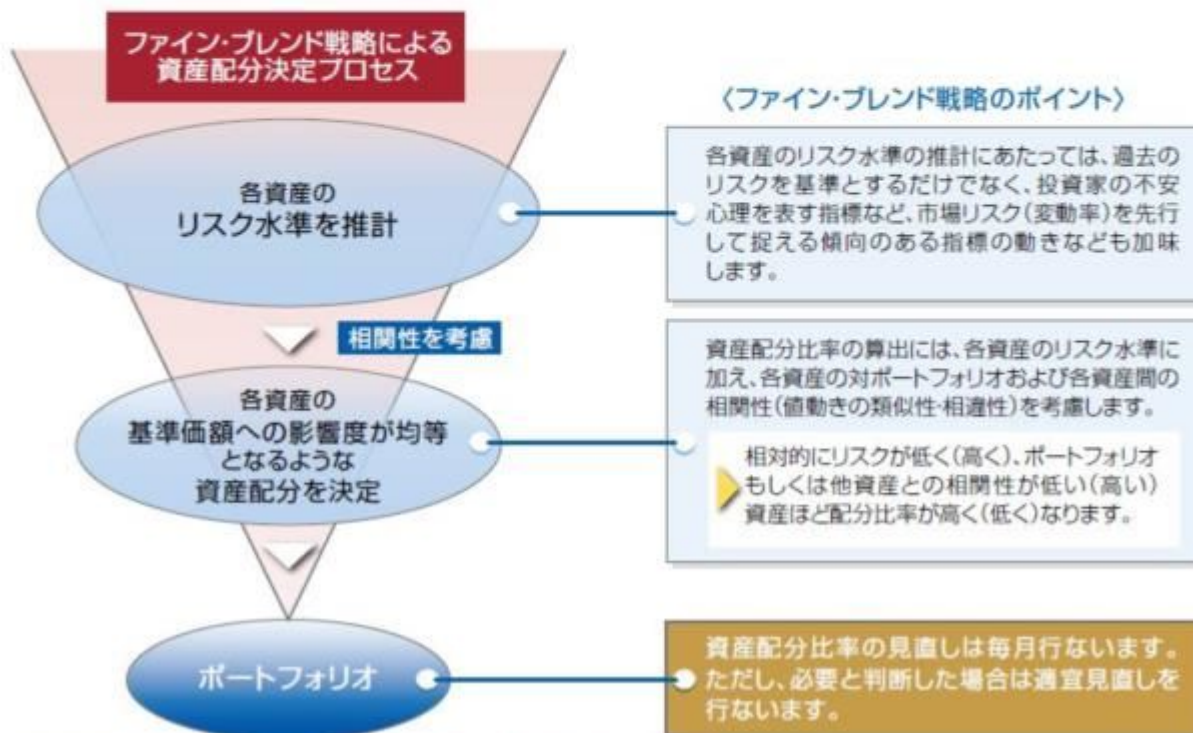 ファイン・ブレンド戦略による
資産配分決定プロセス
〈ファイン・ブレンド戦略のポイント〉
各資産の
リスク水準を推計
各資産のリスク水準の推計にあたっては、過去の
リスクを基準とするだけでなく、投資家の不安
心理を表す指標など、市場リスク(変動率)を先行
して捉える傾向のある指標の動きなども加味
します。
相関性を考慮
各資産の
基準価額への影響度が均等
となるような
資産配分を決定
資産配分比率の算出には、各資産のリスク水準に
加え、各資産の対ポートフォリオおよび各資産間の
相関性(値動きの類似性・相違性)を考慮します。
相対的にリスクが低く(高く)、ポートフォリオ
もしくは他資産との相関性が低い(高い)
資産ほど配分比率が高く(低く)なります。
ポートフォリオ
資産配分比率の見直しは毎月行ないます。
ただし、必要と判断した場合は適宜見直しを
行ないます。